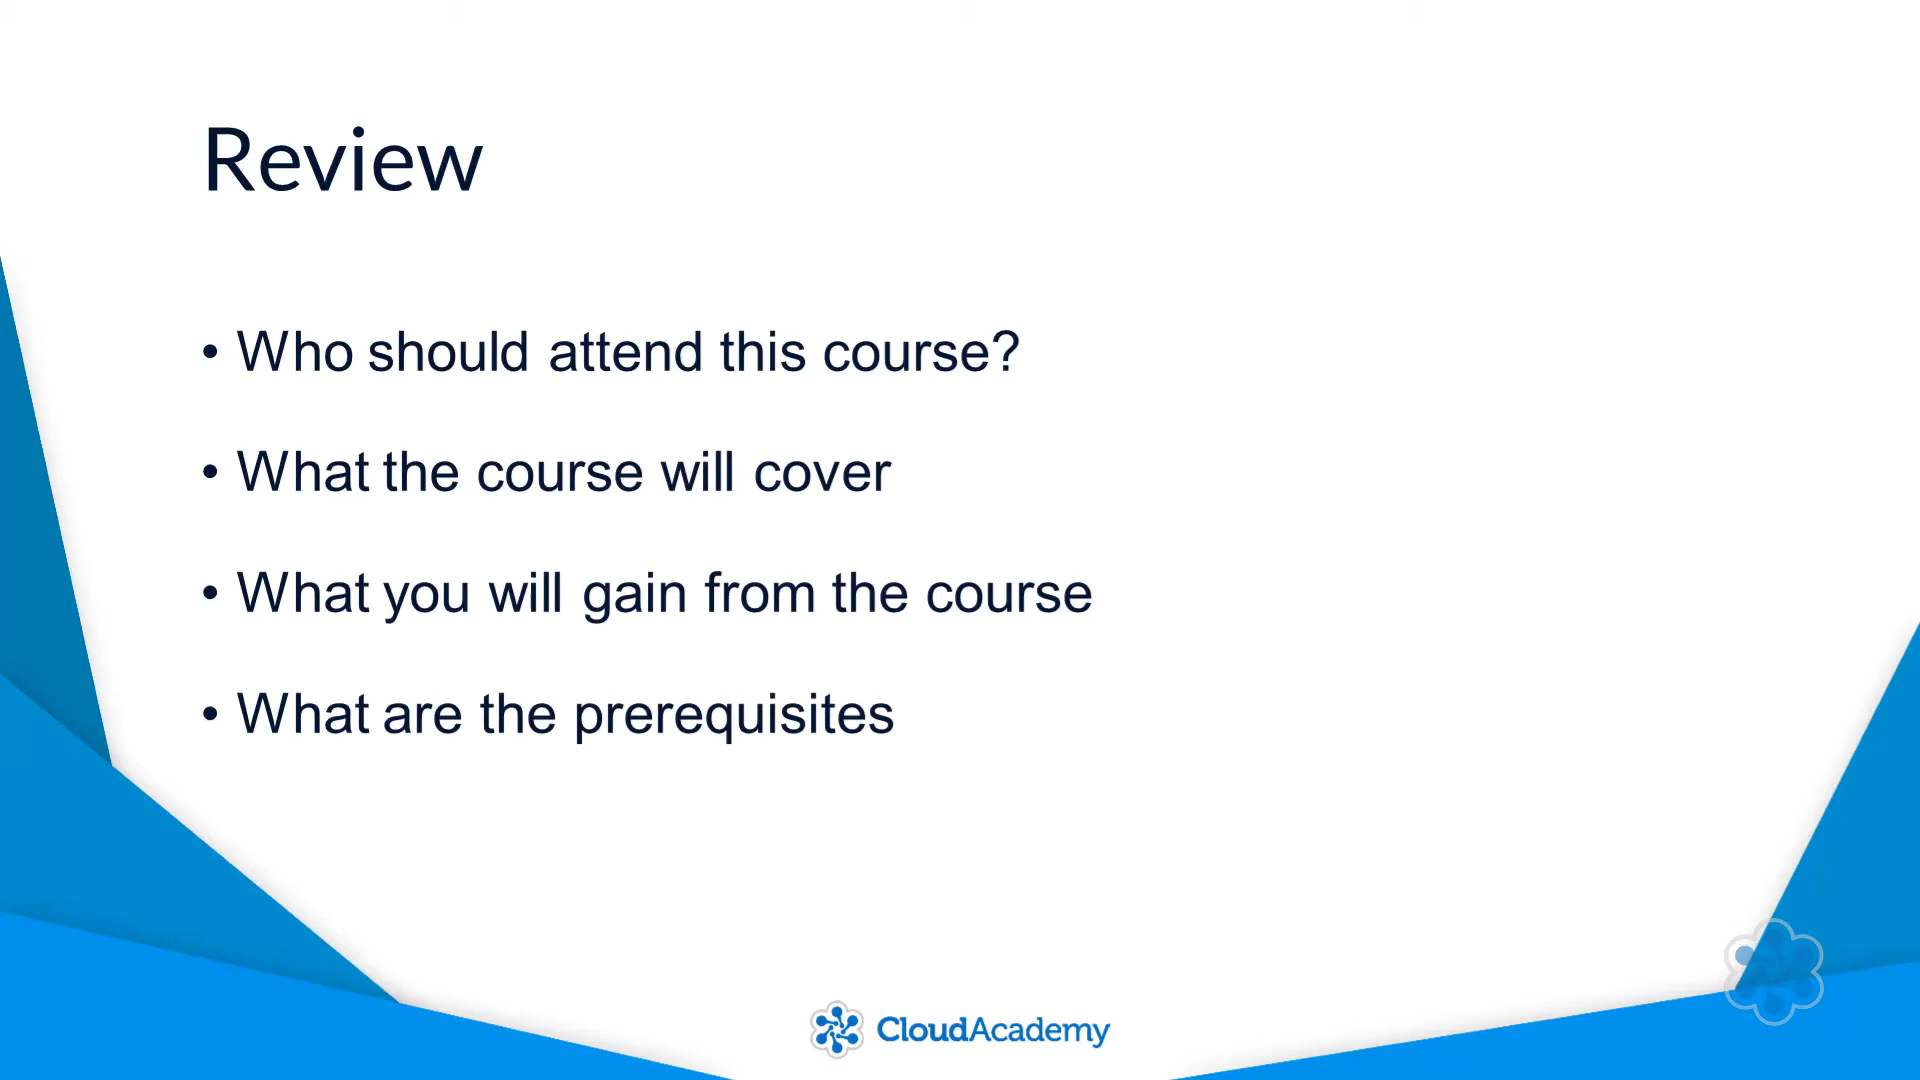 Review
• Who should attend this course?
• What the course will cover
• What you will gain from the course
• What are the prerequisites
CloudAcademy